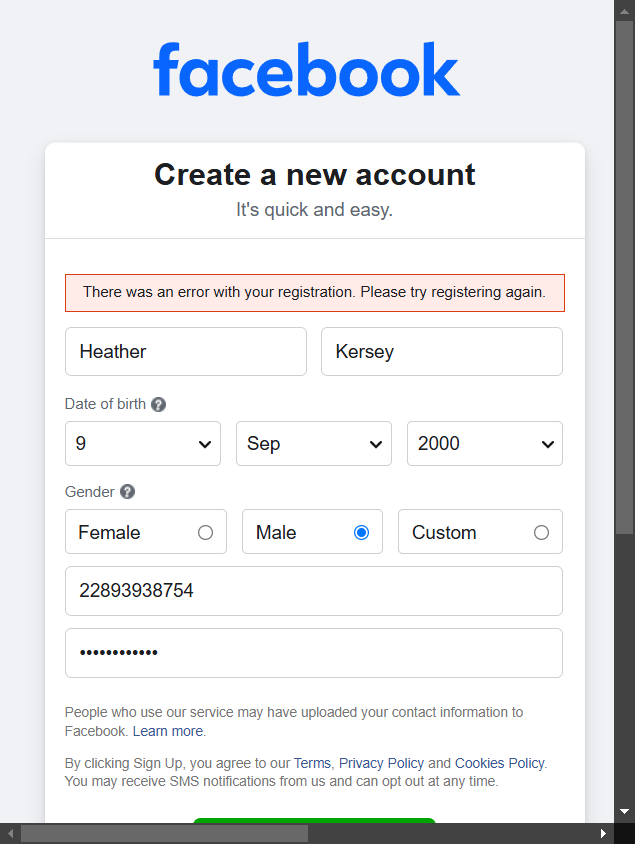 facebook
Create a new account
It's quick and easy.
There was an error with your registration. Please try registering again.
Heather Kersey
Date of birth ?
9 Sep 2000
Gender ?
Female Male Custom
22893938754
••••••••••••
People who use our service may have uploaded your contact information to
Facebook. Learn more.
By clicking Sign Up, you agree to our Terms, Privacy Policy and Cookies Policy.
You may receive SMS notifications from us and can opt out at any time.